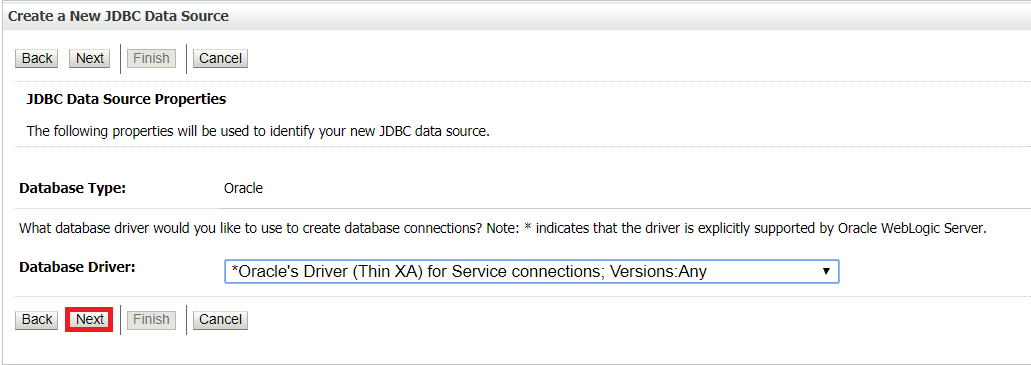 Create a New JDBC Data Source
Back Next Finish Cancel
JDBC Data Source Properties
The following properties will be used to identify your new JDBC data source.
Database Type: Oracle
What database driver would you like to use to create database connections? Note: * indicates that the driver is explicitly supported by Oracle WebLogic Server.
Database Driver: *Oracle's Driver (Thin XA) for Service connections; Versions:Any
Back Next Finish Cancel